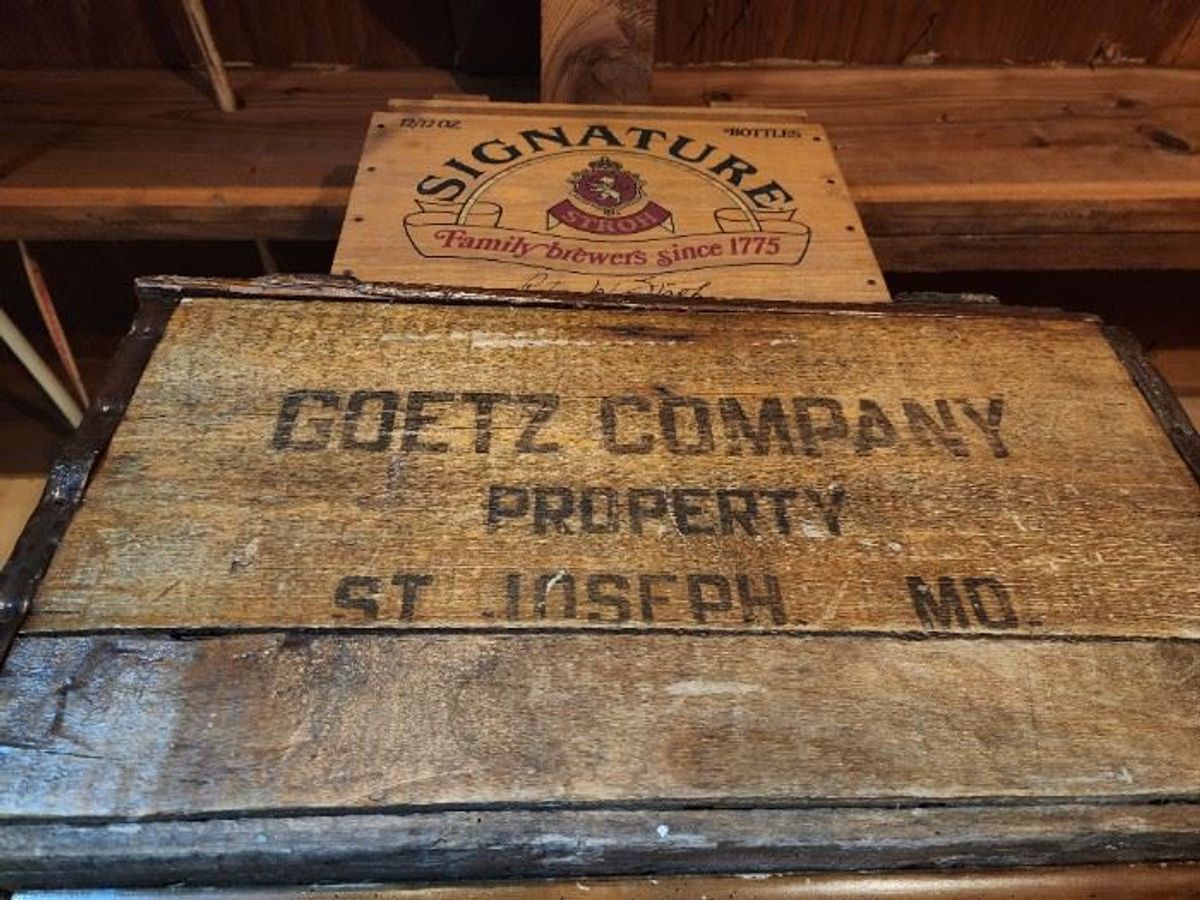 12/12 OZ.
BOTTLES
SIGNATURE
STROH
Family brewers since 1775
GOETZ COMPANY
PROPERTY
ST. JOSEPH, MO.